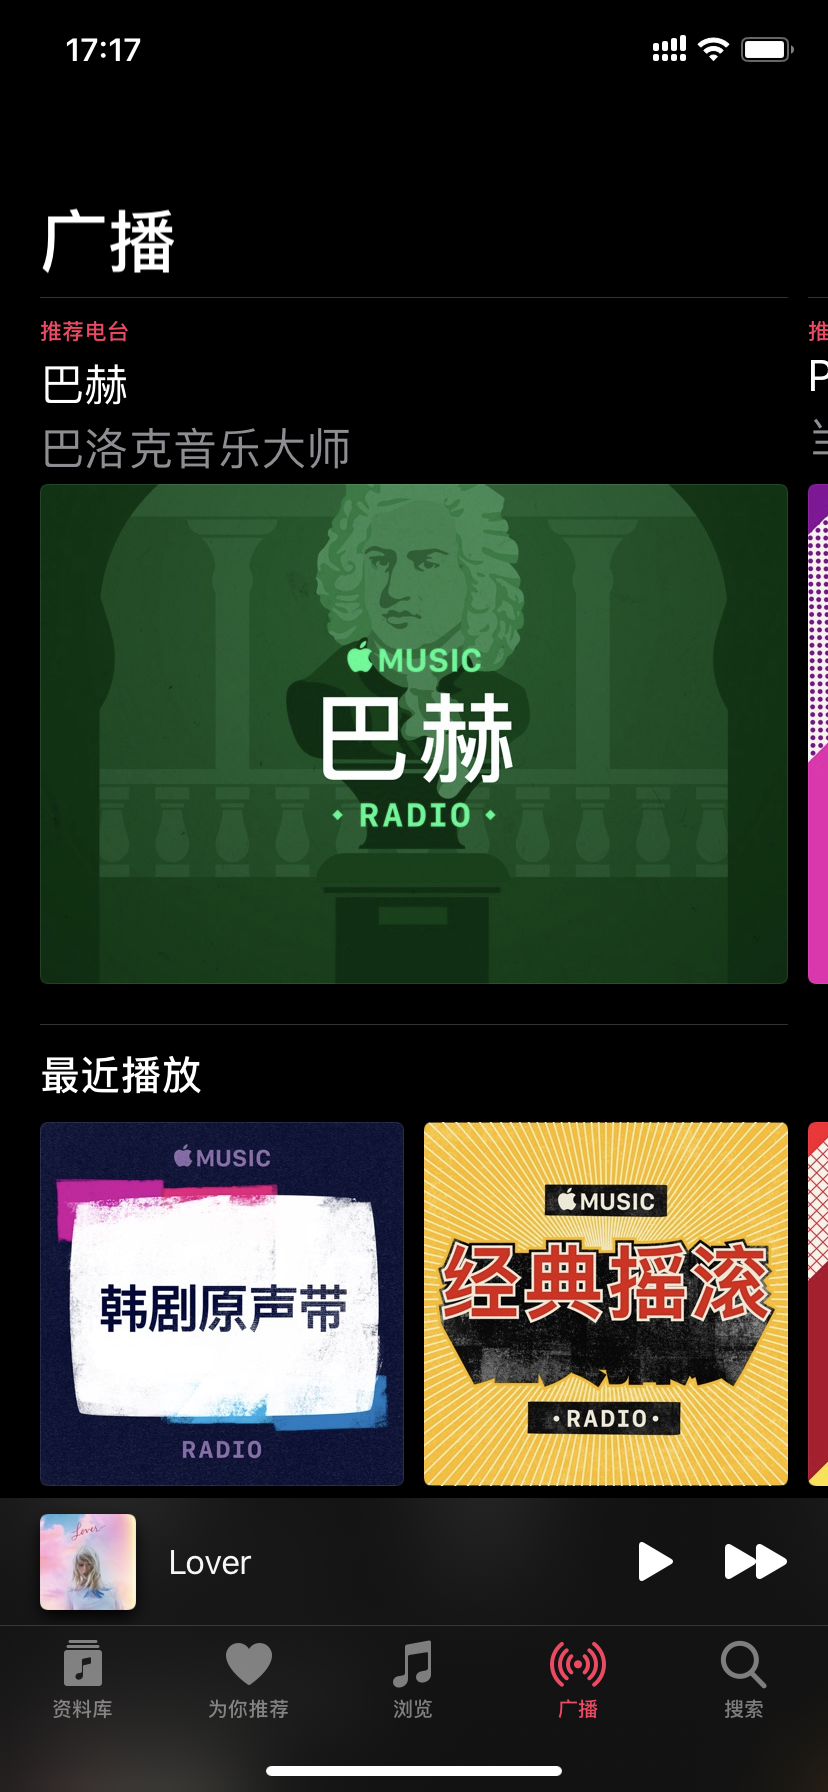 17:17
广播
推荐电台
巴赫
巴洛克音乐大师
MUSIC
巴赫
RADIO
最近播放
MUSIC
韩剧原声带
RADIO
MUSIC
经典摇滚
RADIO
Lover
Lover
资料库
为你推荐
浏览
广播
搜索